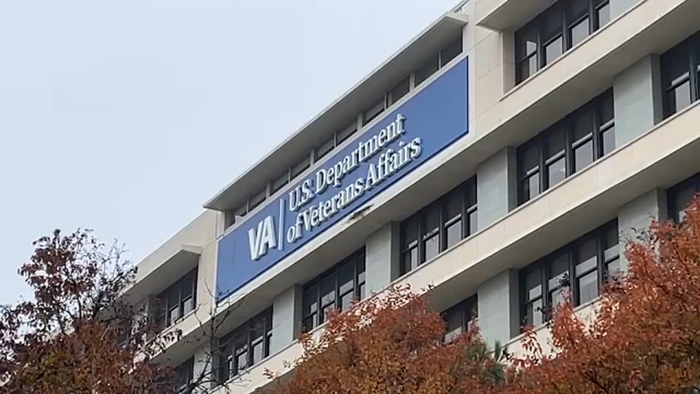 VA
U.S. Department
of Veterans Affairs